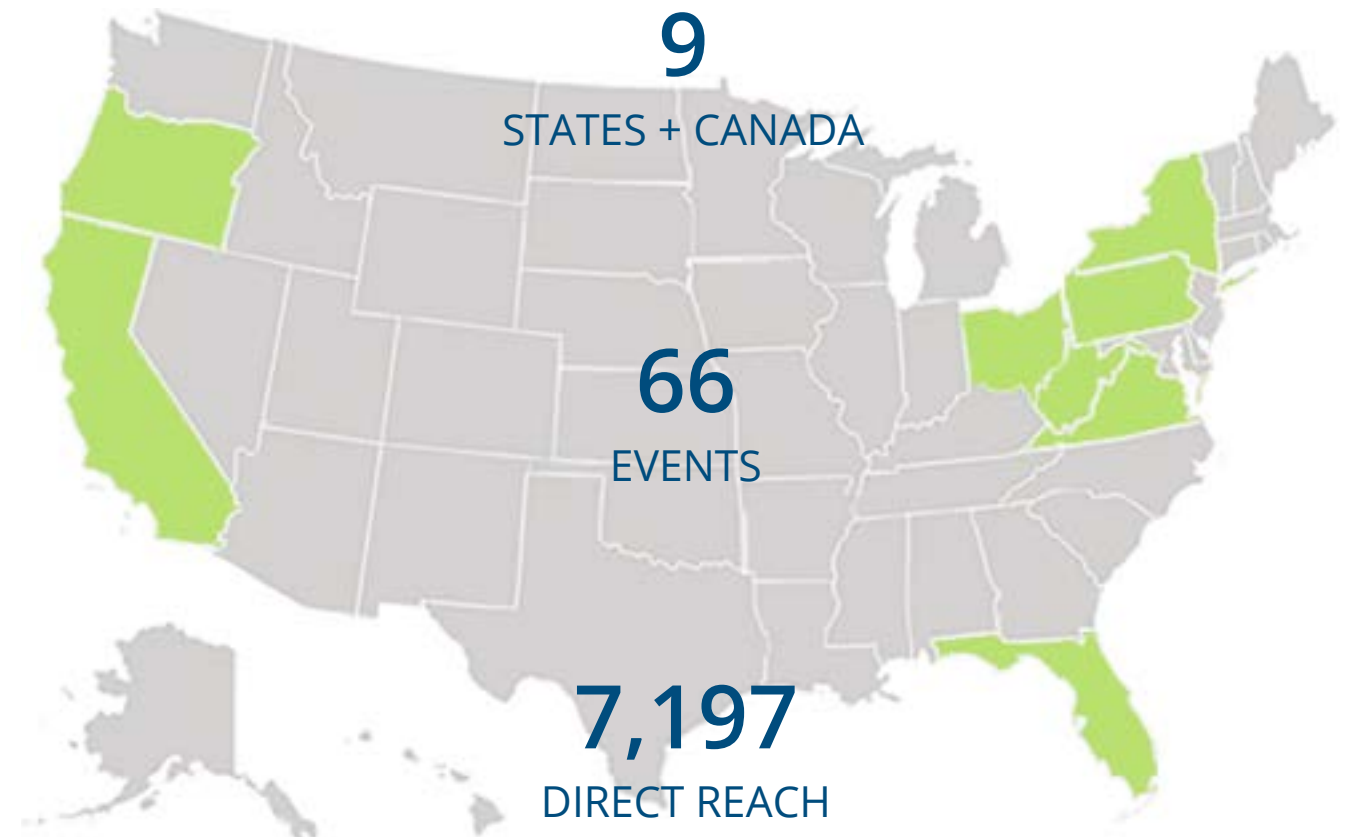 9
STATES + CANADA
66
EVENTS
7,197
DIRECT REACH